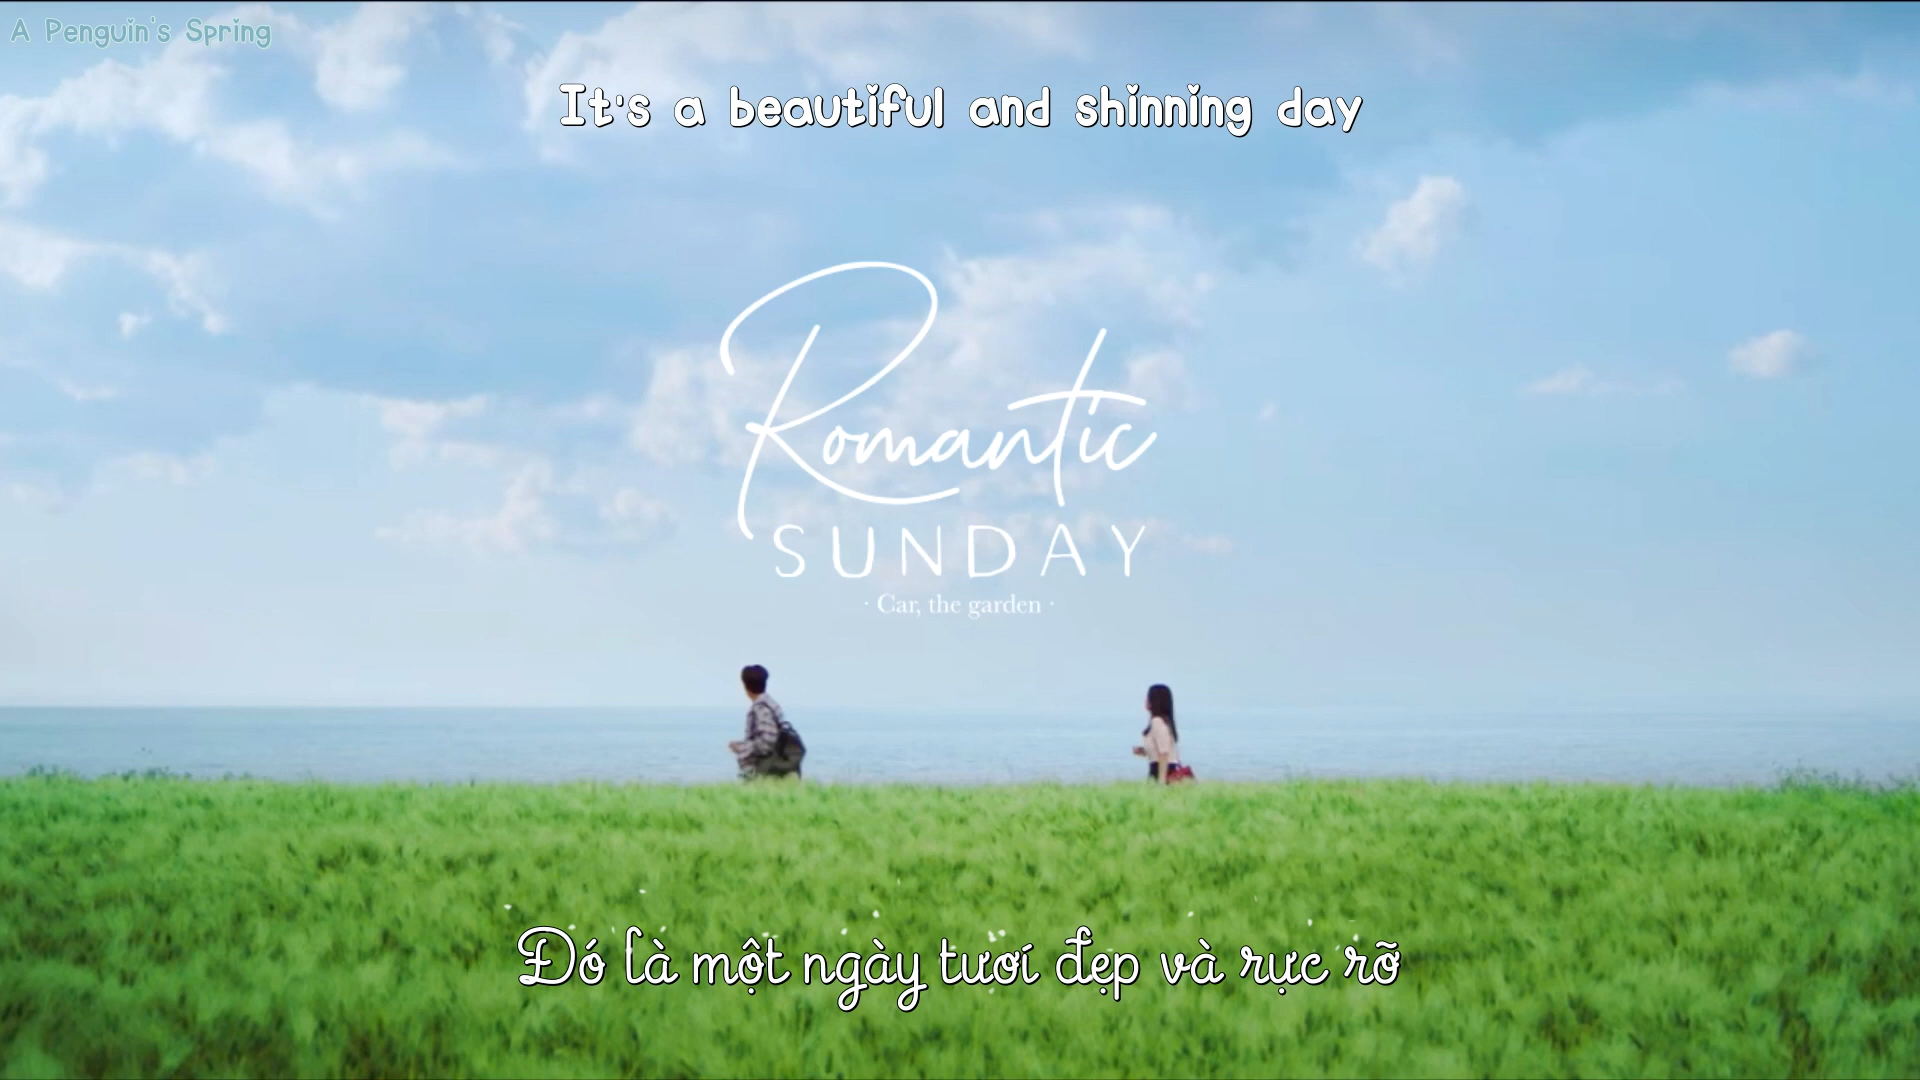 A Penguin's Spring
It's a beautiful and shinning day
Romantic
SUNDAY
· Car, the garden ·
Đó là một ngày tươi đẹp và rực rỡ